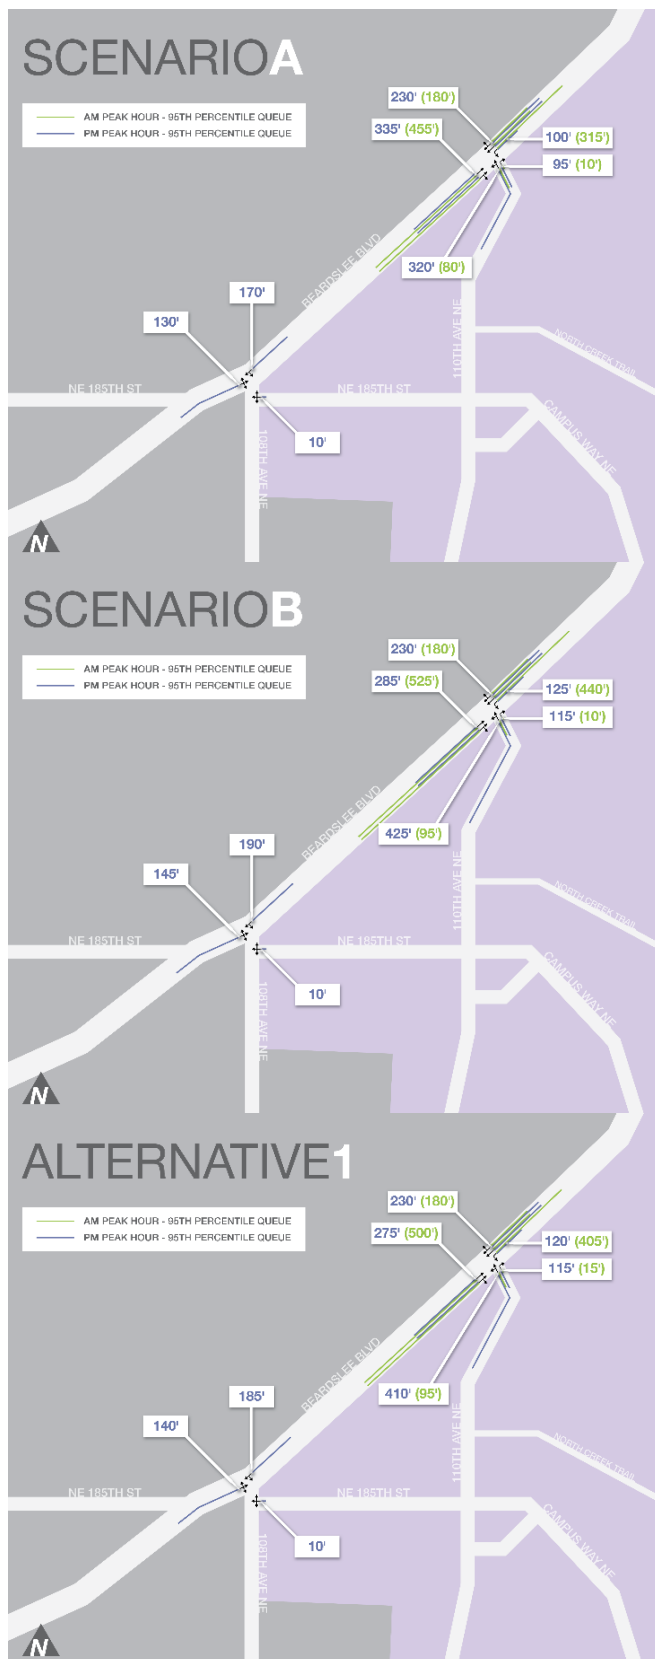 SCENARIOA
AM PEAK HOUR - 95TH PERCENTILE QUEUE
PM PEAK HOUR - 95TH PERCENTILE QUEUE
230' (180')
335' (455')
100' (315')
95' (10')
320' (80')
BEARDSLEE BLVD
170'
130'
110TH AVE NE
NORTH CREEK TRAIL
NE 185TH ST
NE 185TH ST
CAMPUS WAY NE
10'
108TH AVE NE
N
SCENARIOB
AM PEAK HOUR - 95TH PERCENTILE QUEUE
PM PEAK HOUR - 95TH PERCENTILE QUEUE
230' (180')
285' (525')
125' (440')
115' (10')
425' (95')
BEARDSLEE BLVD
190'
145'
110TH AVE NE
NORTH CREEK TRAIL
NE 185TH ST
NE 185TH ST
CAMPUS WAY NE
10'
108TH AVE NE
N
ALTERNATIVE1
AM PEAK HOUR - 95TH PERCENTILE QUEUE
PM PEAK HOUR - 95TH PERCENTILE QUEUE
230' (180')
275' (500')
120' (405')
115' (15')
410' (95')
BEARDSLEE BLVD
185'
140'
110TH AVE NE
NORTH CREEK TRAIL
NE 185TH ST
NE 185TH ST
CAMPUS WAY NE
10'
108TH AVE NE
N